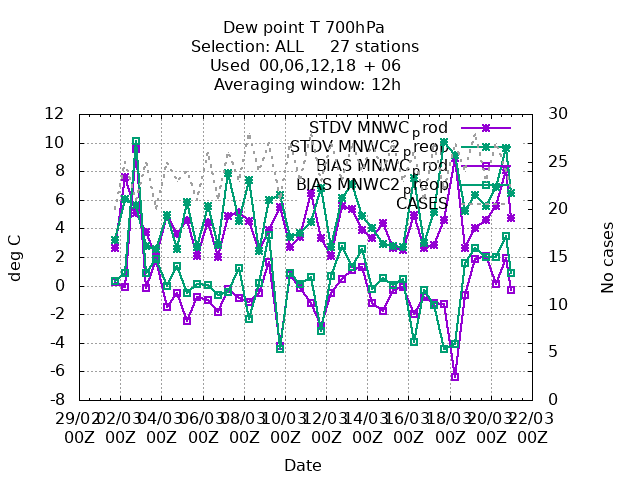 Dew point T 700hPa
Selection: ALL 27 stations
Used 00,06,12,18 + 06
Averaging window: 12h
12 30
STDV MNWCprod
10
STDV MNWC2preop
25
8
BIAS MNWCprod
BIAS MNWC2preop
6
CASES
20
4
deg C
No cases
2
15
0
-2
10
-4
5
-6
-8 0
29/02 02/03 04/03 06/03 08/03 10/03 12/03 14/03 16/03 18/03 20/03 22/03
00Z 00Z 00Z 00Z 00Z 00Z 00Z 00Z 00Z 00Z 00Z 00Z
Date